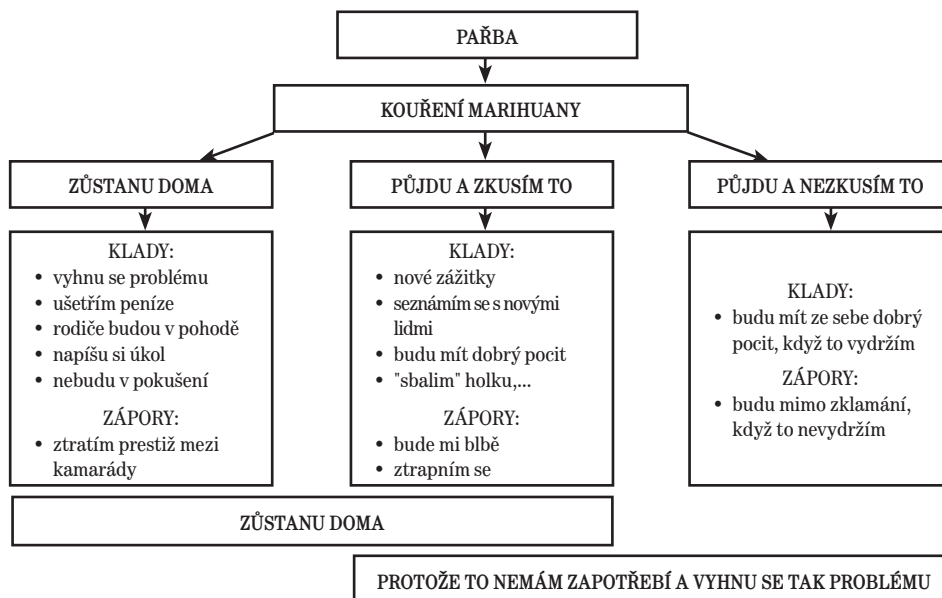 PAŘBA
KOUŘENÍ MARIHUANY
ZŮSTANU DOMA
KLADY:
• vyhnu se problému
• ušetřím peníze
• rodiče budou v pohodě
• napíšu si úkol
• nebudu v pokušení
ZÁPORY:
• ztratím prestiž mezi
kamarády
PŮJDU A ZKUSÍM TO
KLADY:
• nové zážitky
• seznámím se s novými
lidmi
• budu mít dobrý pocit
• "sbalim" holku,...
ZÁPORY:
• bude mi blbě
• ztrapním se
PŮJDU A NEZKUSÍM TO
KLADY:
• budu mít ze sebe dobrý
pocit, když to vydržím
ZÁPORY:
• budu mimo zklamání,
když to nevydržím
ZŮSTANU DOMA
PROTOŽE TO NEMÁM ZAPOTŘEBÍ A VYHNU SE TAK PROBLÉMU